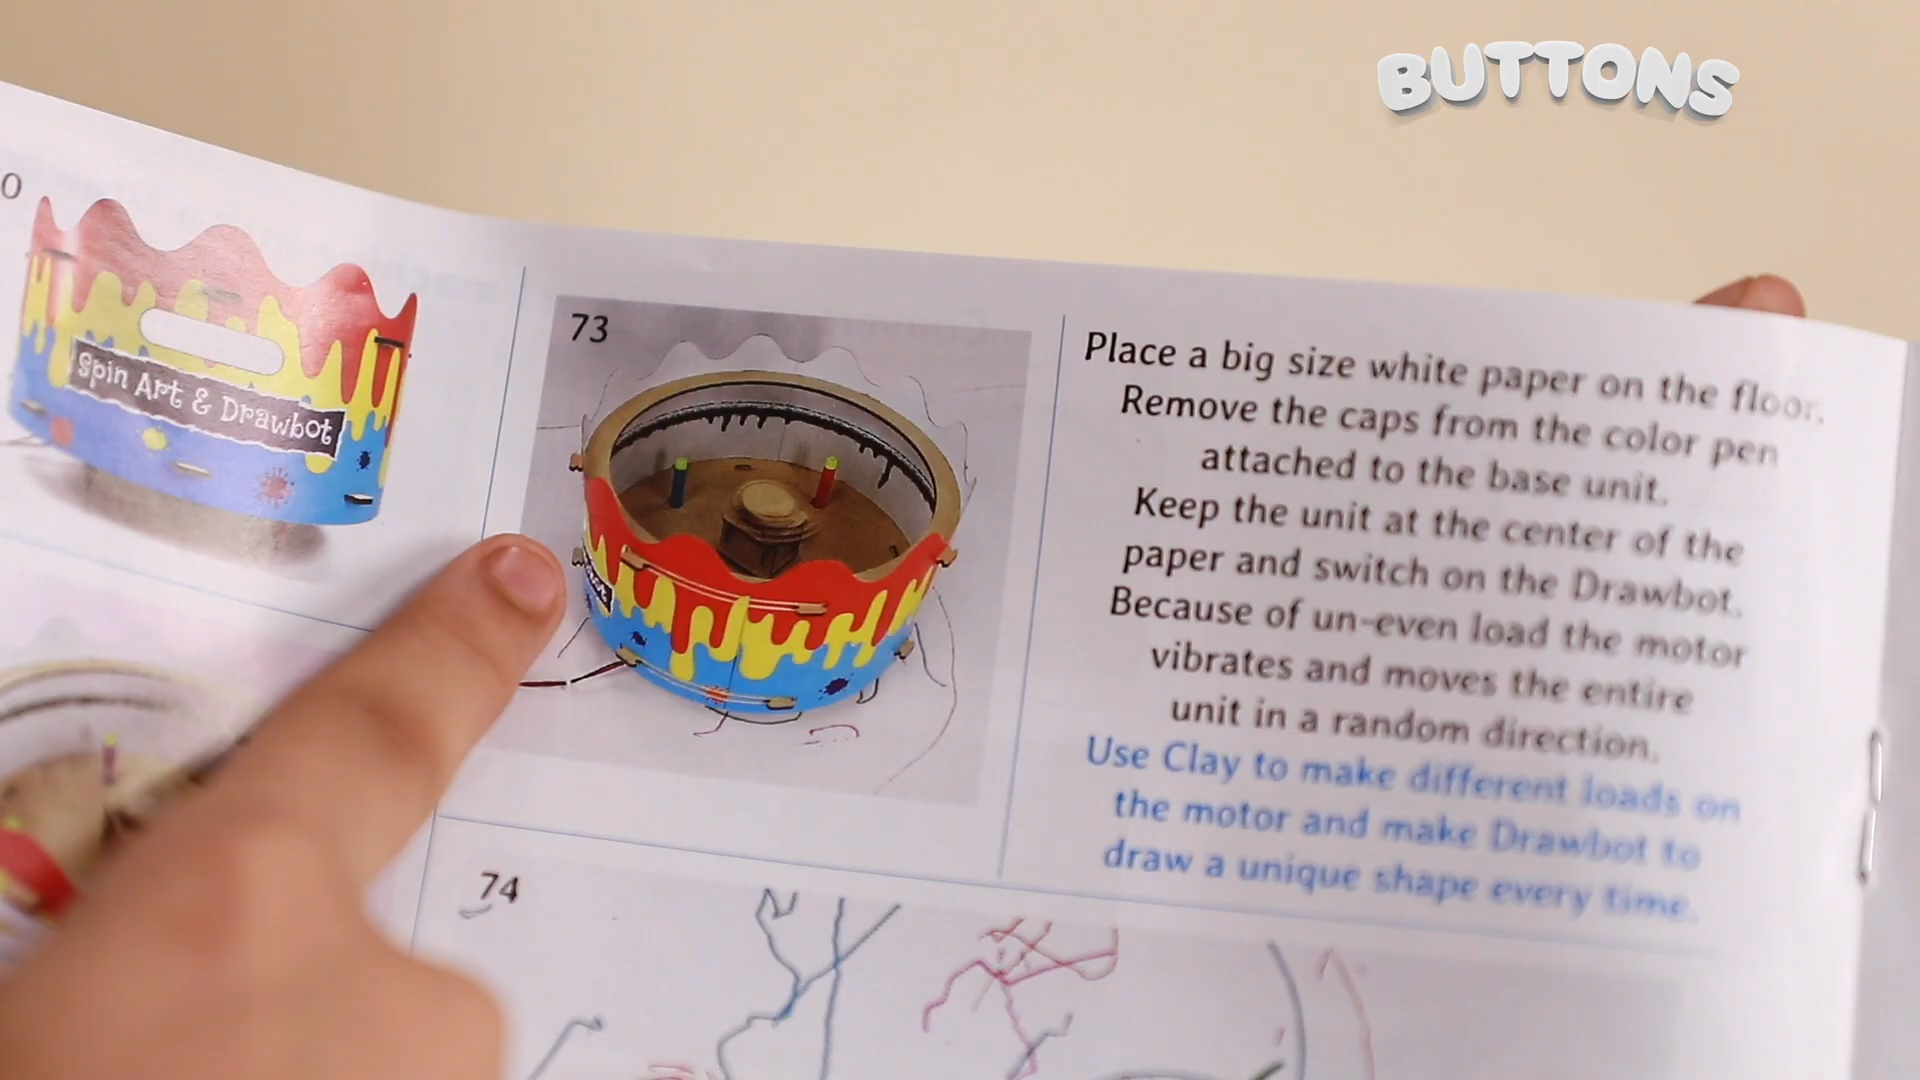 BUTTONS
0
Spin Art & Drawbot
73
Place a big size white paper on the floor.
Remove the caps from the color pen
attached to the base unit.
Keep the unit at the center of the
paper and switch on the Drawbot.
Because of un-even load the motor
vibrates and moves the entire
unit in a random direction.
Use Clay to make different loads on
the motor and make Drawbot to
draw a unique shape every time.
74